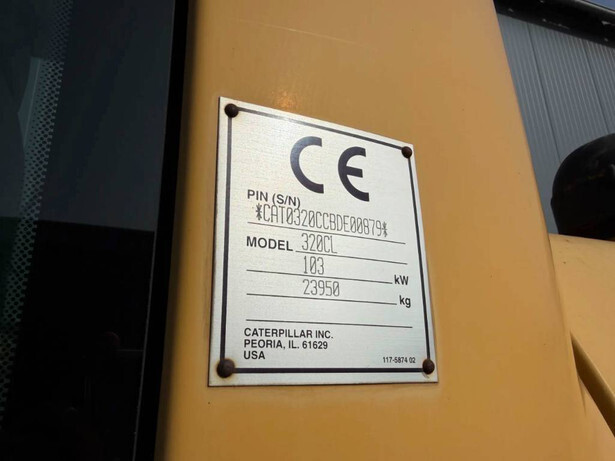 CE
PIN (S/N)
*CAT0320CCBDE00879*
MODEL 320CL
103 kW
23950 kg
CATERPILLAR INC.
PEORIA, IL. 61629
USA
117-5874 02